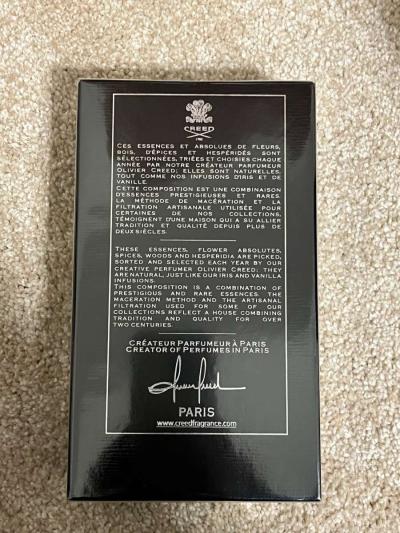 CREED
1760
CES ESSENCES ET ABSOLUES DE FLEURS,
BOIS, D'ÉPICES ET HESPÉRIDÉS SONT
SÉLECTIONNÉES, TRIÉES ET CHOISIES CHAQUE
ANNÉE PAR NOTRE CRÉATEUR PARFUMEUR
OLIVIER CREED; ELLES SONT NATURELLES,
TOUT COMME NOS INFUSIONS D'IRIS ET DE
VANILLE.
CETTE COMPOSITION EST UNE COMBINAISON
D'ESSENCES PRESTIGIEUSES ET RARES.
LA MÉTHODE DE MACÉRATION ET LA
FILTRATION ARTISANALE UTILISÉE POUR
CERTAINES DE NOS COLLECTIONS,
TÉMOIGNENT D'UNE MAISON QUI A SU ALLIER
TRADITION ET QUALITÉ DEPUIS PLUS DE
DEUX SIÈCLES.
THESE ESSENCES, FLOWER ABSOLUTES,
SPICES, WOODS AND HESPERIDIA ARE PICKED,
SORTED AND SELECTED EACH YEAR BY OUR
CREATIVE PERFUMER OLIVIER CREED; THEY
ARE NATURAL, JUST LIKE OUR IRIS AND VANILLA
INFUSIONS.
THIS COMPOSITION IS A COMBINATION OF
PRESTIGIOUS AND RARE ESSENCES. THE
MACERATION METHOD AND THE ARTISANAL
FILTRATION USED FOR SOME OF OUR
COLLECTIONS REFLECT A HOUSE COMBINING
TRADITION AND QUALITY FOR OVER
TWO CENTURIES.
CRÉATEUR PARFUMEUR À PARIS
CREATOR OF PERFUMES IN PARIS
PARIS
www.creedfragrance.com